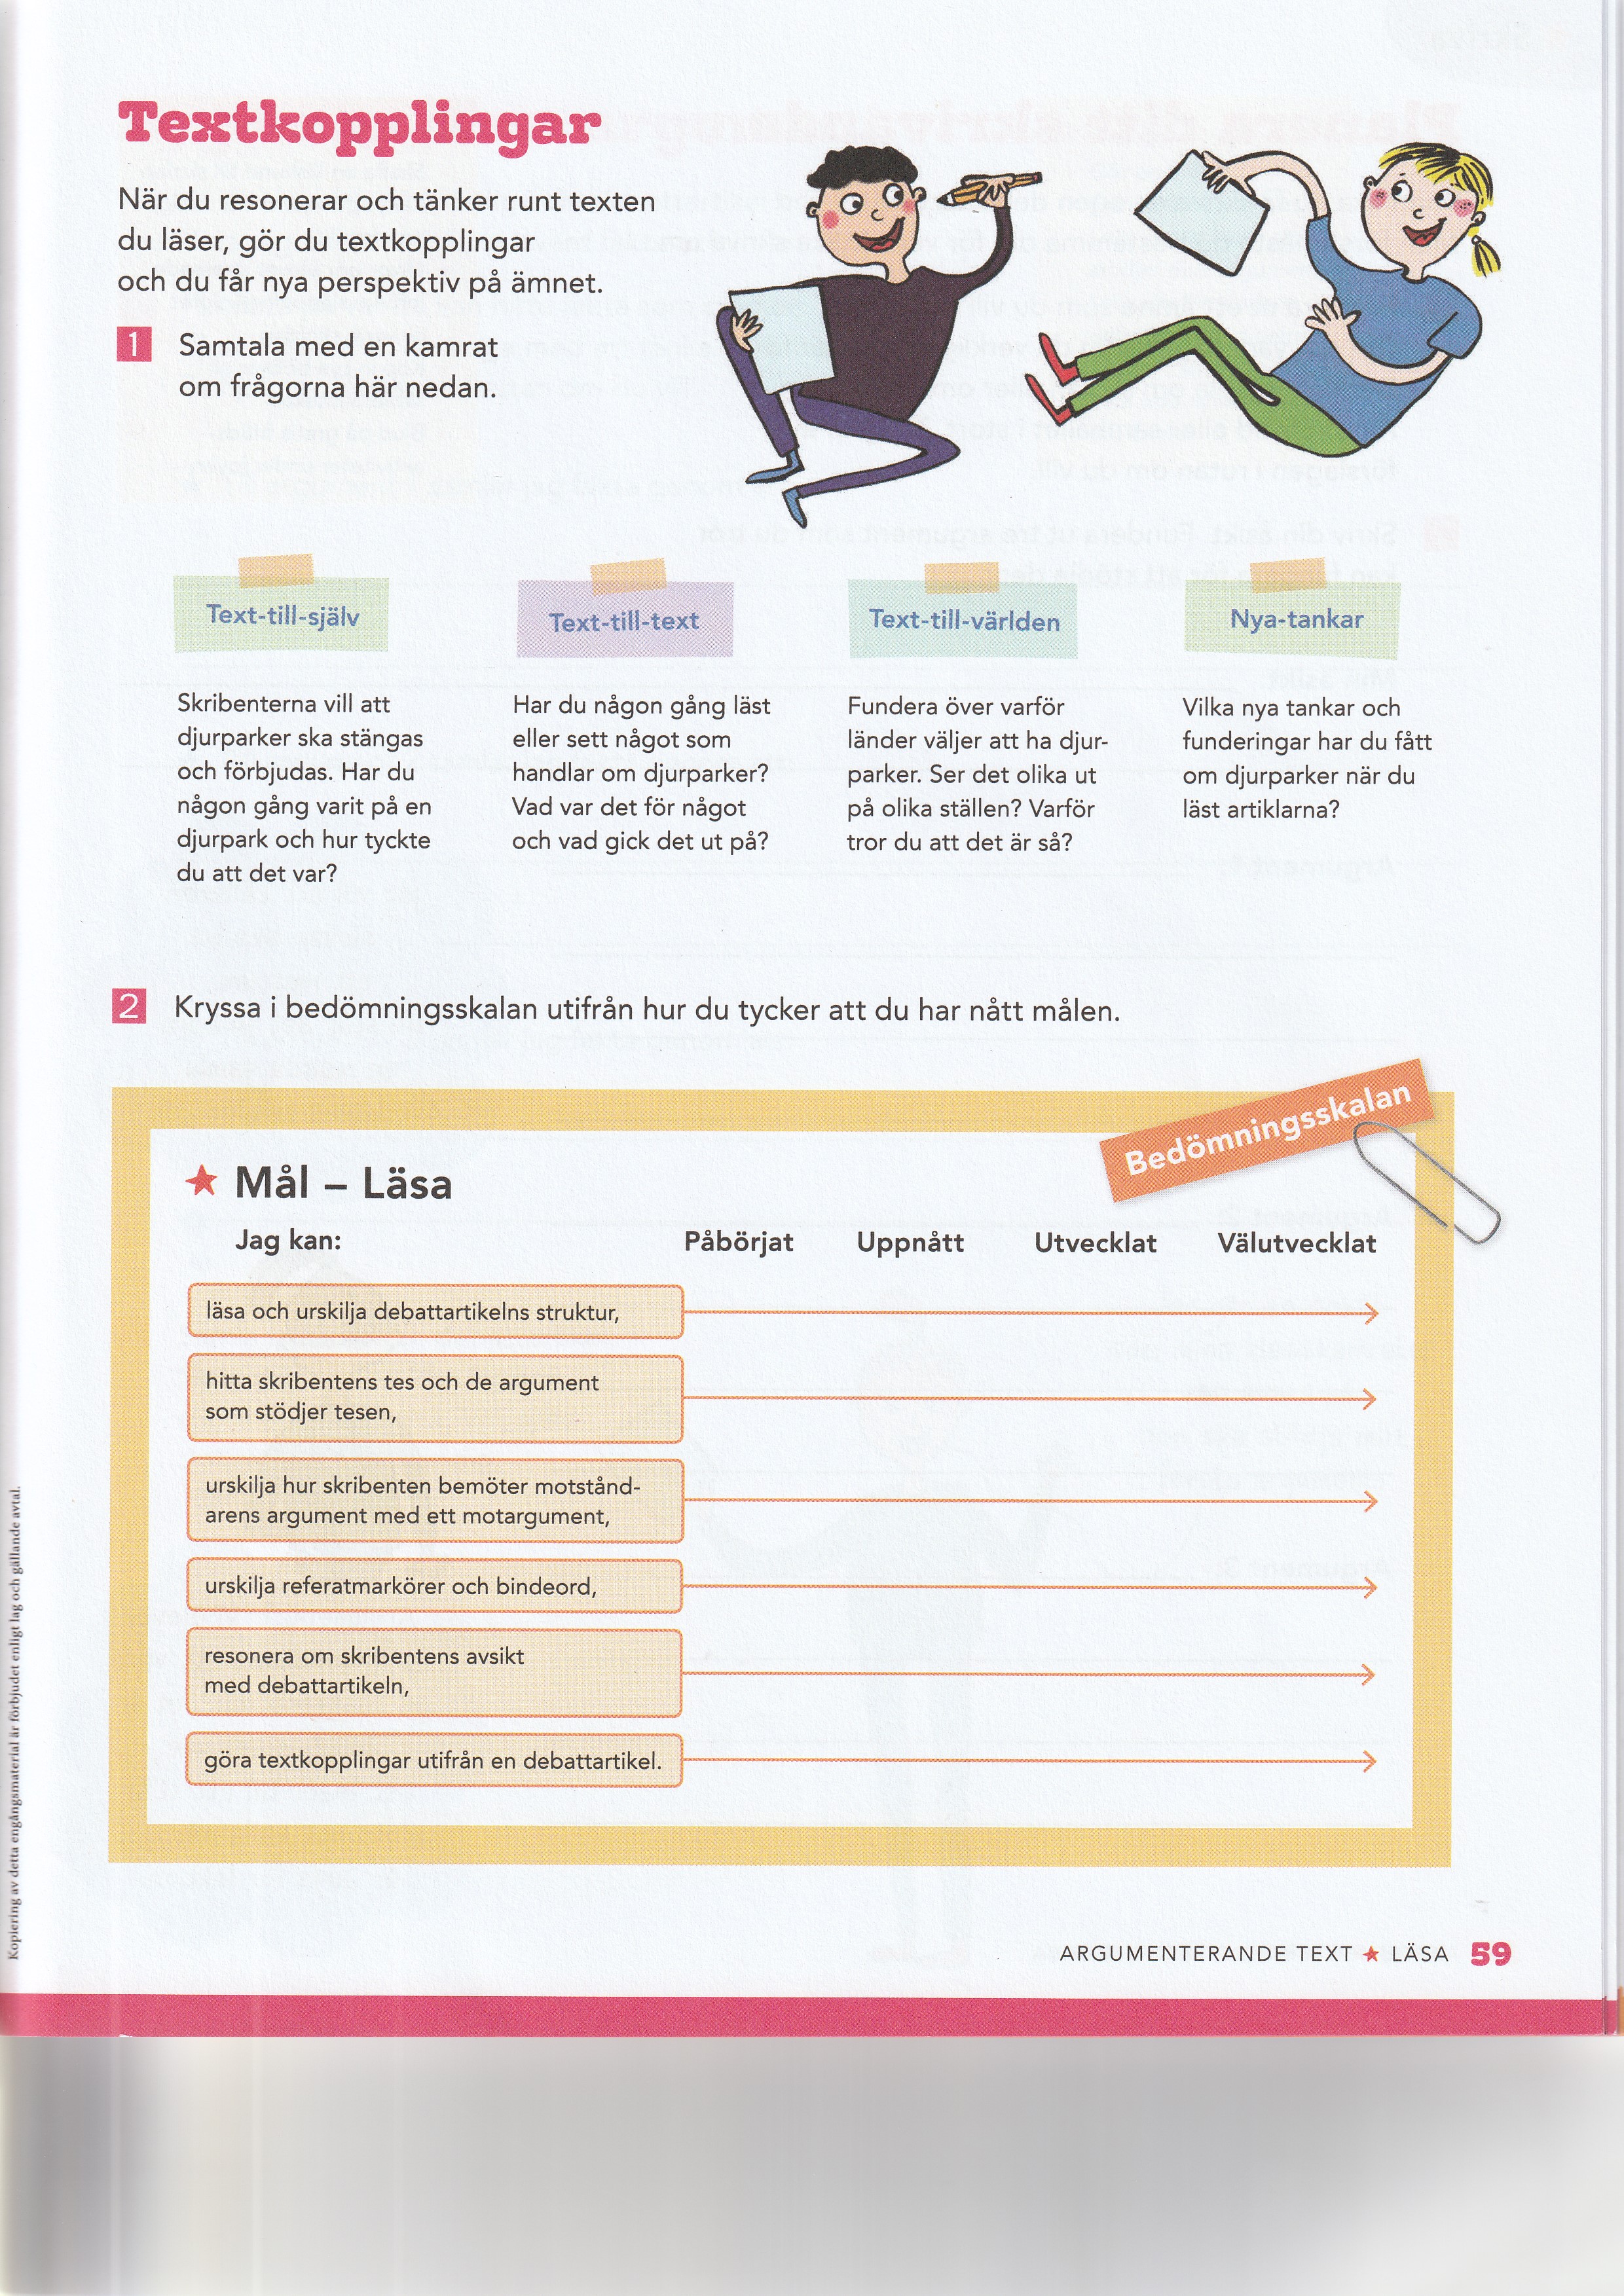 Textkopplingar
När du resonerar och tänker runt texten
du läser, gör du textkopplingar
och du får nya perspektiv på ämnet.
1 Samtala med en kamrat
om frågorna här nedan.
Text-till-själv
Skribenterna vill att
djurparker ska stängas
och förbjudas. Har du
någon gång varit på en
djurpark och hur tyckte
du att det var?
Text-till-text
Har du någon gång läst
eller sett något som
handlar om djurparker?
Vad var det för något
och vad gick det ut på?
Text-till-världen
Fundera över varför
länder väljer att ha djur-
parker. Ser det olika ut
på olika ställen? Varför
tror du att det är så?
Nya-tankar
Vilka nya tankar och
funderingar har du fått
om djurparker när du
läst artiklarna?
2 Kryssa i bedömningsskalan utifrån hur du tycker att du har nått målen.
Bedömningsskalan
Mål – Läsa
Jag kan: Påbörjat Uppnått Utvecklat Välutvecklat
läsa och urskilja debattartikelns struktur,
hitta skribentens tes och de argument
som stödjer tesen,
urskilja hur skribenten bemöter motstånd-
arens argument med ett motargument,
urskilja referatmarkörer och bindeord,
resonera om skribentens avsikt
med debattartikeln,
göra textkopplingar utifrån en debattartikel.
Kopiering av detta engångsmaterial är förbjudet enligt lag och gällande avtal.
ARGUMENTERANDE TEXT ★ LÄSA 59